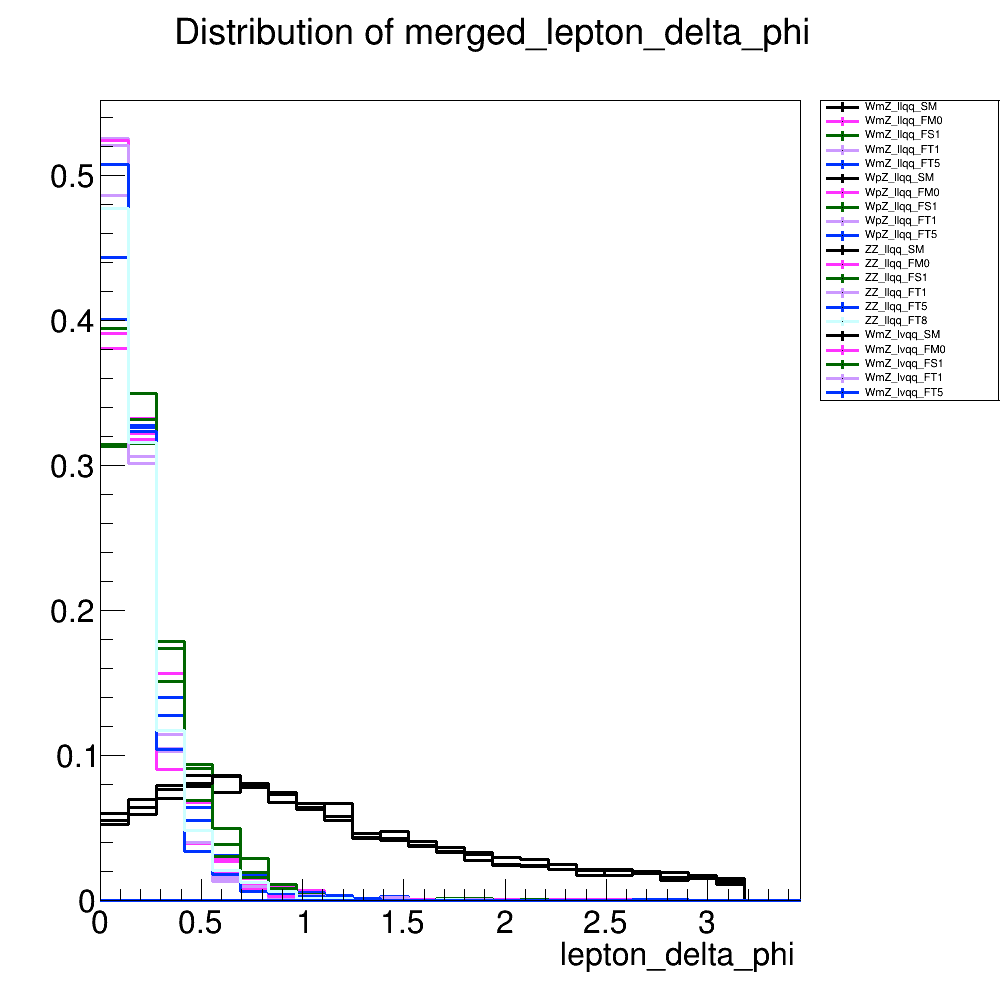 Distribution of merged_lepton_delta_phi
WmZ_llqq_SM
WmZ_llqq_FM0
WmZ_llqq_FS1
WmZ_llqq_FT1
WmZ_llqq_FT5
WpZ_llqq_SM
WpZ_llqq_FM0
WpZ_llqq_FS1
WpZ_llqq_FT1
WpZ_llqq_FT5
ZZ_llqq_SM
ZZ_llqq_FM0
ZZ_llqq_FS1
ZZ_llqq_FT1
ZZ_llqq_FT5
ZZ_llqq_FT8
WmZ_lvqq_SM
WmZ_lvqq_FM0
WmZ_lvqq_FS1
WmZ_lvqq_FT1
WmZ_lvqq_FT5
0.5
0.4
0.3
0.2
0.1
0
0 0.5 1 1.5 2 2.5 3
lepton_delta_phi